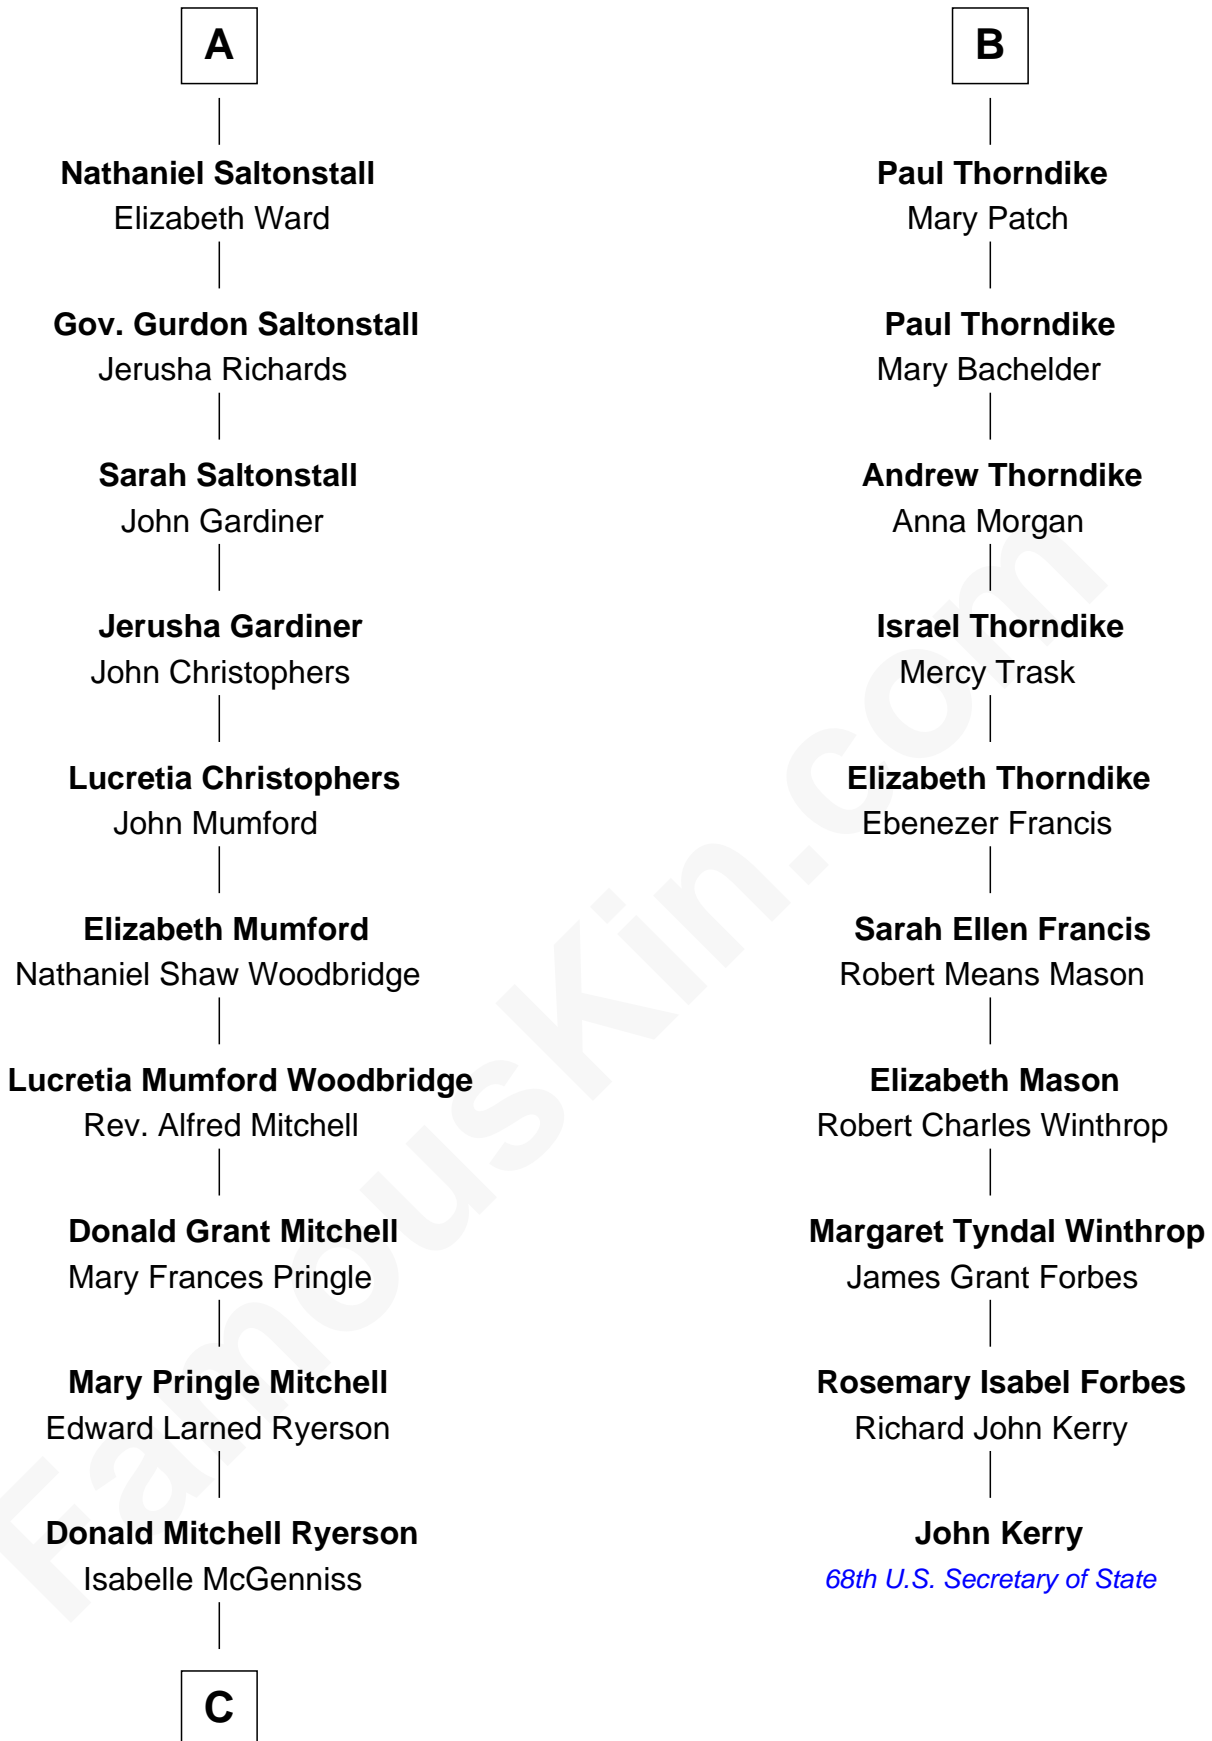 A
Nathaniel Saltonstall
Elizabeth Ward
Gov. Gurdon Saltonstall
Jerusha Richards
Sarah Saltonstall
John Gardiner
Jerusha Gardiner
John Christophers
Lucretia Christophers
John Mumford
Elizabeth Mumford
Nathaniel Shaw Woodbridge
Lucretia Mumford Woodbridge
Rev. Alfred Mitchell
Donald Grant Mitchell
Mary Frances Pringle
Mary Pringle Mitchell
Edward Larned Ryerson
Donald Mitchell Ryerson
Isabelle McGenniss
C
B
Paul Thorndike
Mary Patch
Paul Thorndike
Mary Bachelder
Andrew Thorndike
Anna Morgan
Israel Thorndike
Mercy Trask
Elizabeth Thorndike
Ebenezer Francis
Sarah Ellen Francis
Robert Means Mason
Elizabeth Mason
Robert Charles Winthrop
Margaret Tyndal Winthrop
James Grant Forbes
Rosemary Isabel Forbes
Richard John Kerry
John Kerry
68th U.S. Secretary of State
FamousKin.com